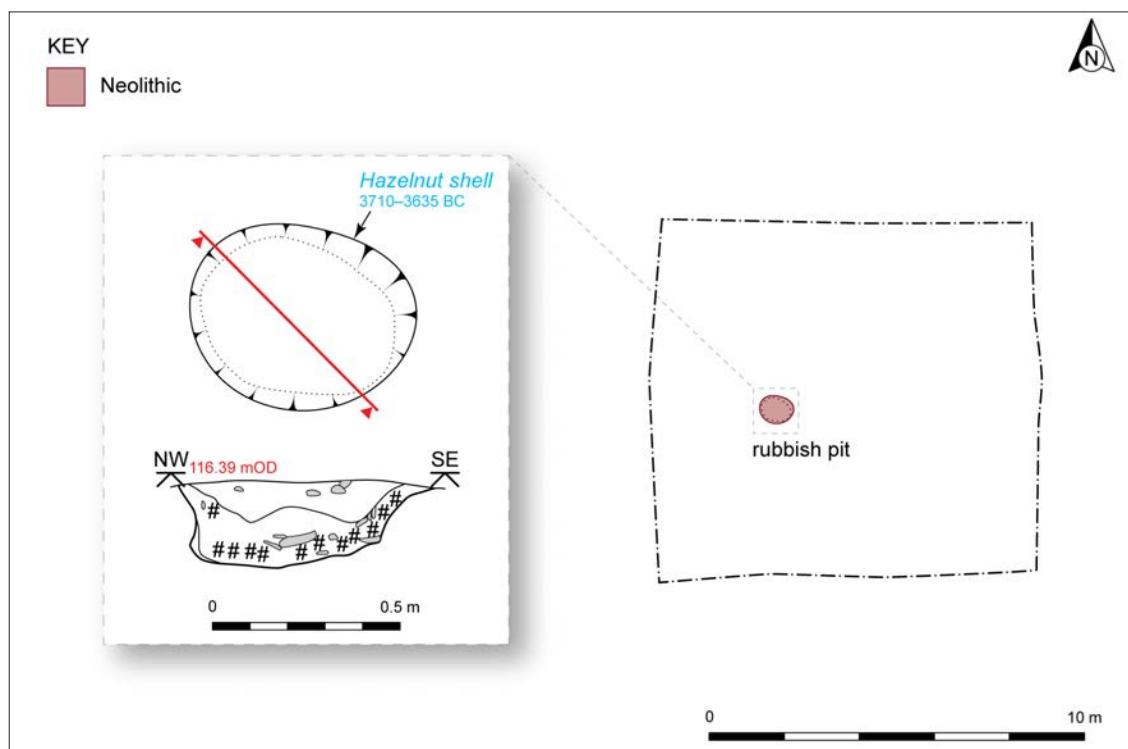 KEY
N
Neolithic
Hazelnut shell
3710–3635 BC
rubbish pit
NW
116.39 mOD
SE
0
0.5 m
0
10 m